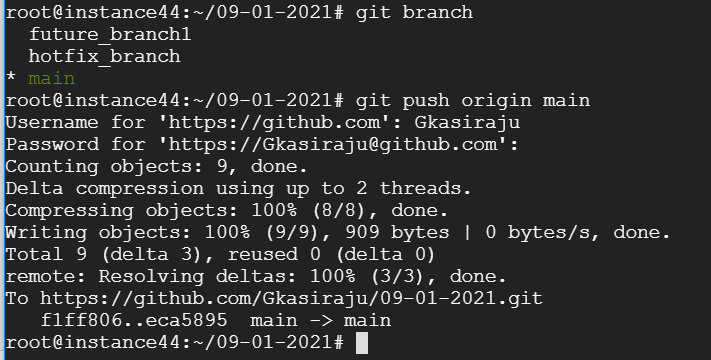 root@instance44:~/09-01-2021# git branch
  future_branch1
  hotfix_branch
* main
root@instance44:~/09-01-2021# git push origin main
Username for 'https://github.com': Gkasiraju
Password for 'https://Gkasiraju@github.com':
Counting objects: 9, done.
Delta compression using up to 2 threads.
Compressing objects: 100% (8/8), done.
Writing objects: 100% (9/9), 909 bytes | 0 bytes/s, done.
Total 9 (delta 3), reused 0 (delta 0)
remote: Resolving deltas: 100% (3/3), done.
To https://github.com/Gkasiraju/09-01-2021.git
   f1ff806..eca5895  main -> main
root@instance44:~/09-01-2021#